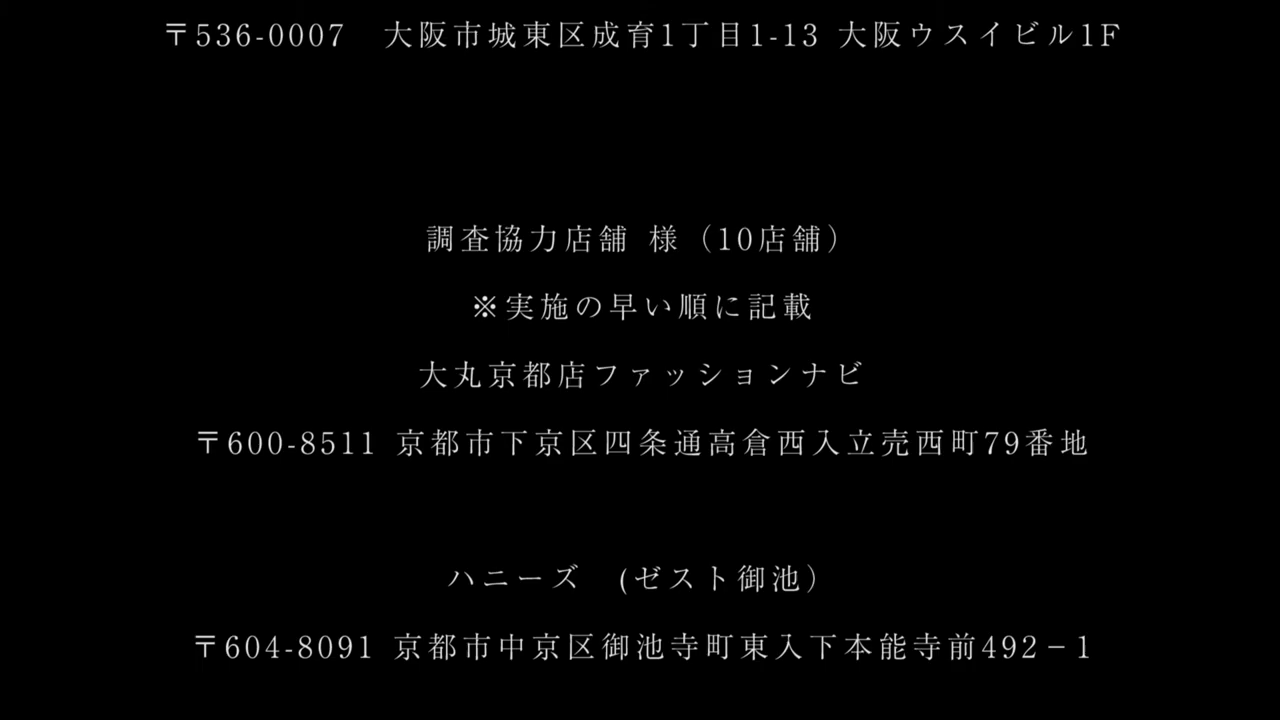 〒536-0007　大阪市城東区成育1丁目1-13 大阪ウスイビル1F
調査協力店舗 様（10店舗）
※実施の早い順に記載
大丸京都店ファッションナビ
〒600-8511 京都市下京区四条通高倉西入立売西町79番地
ハニーズ　(ゼスト御池）
〒604-8091 京都市中京区御池寺町東入下本能寺前492－1